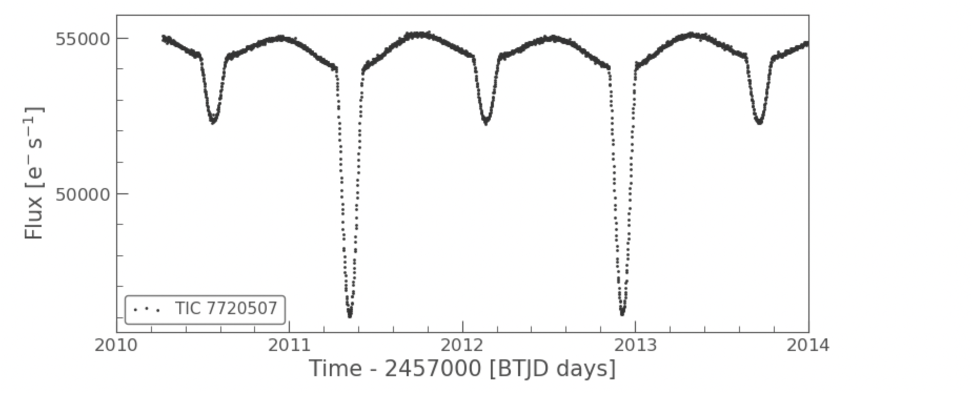 55000
50000
Flux [e⁻ s⁻¹]
TIC 7720507
2010 2011 2012 2013 2014
Time - 2457000 [BTJD days]